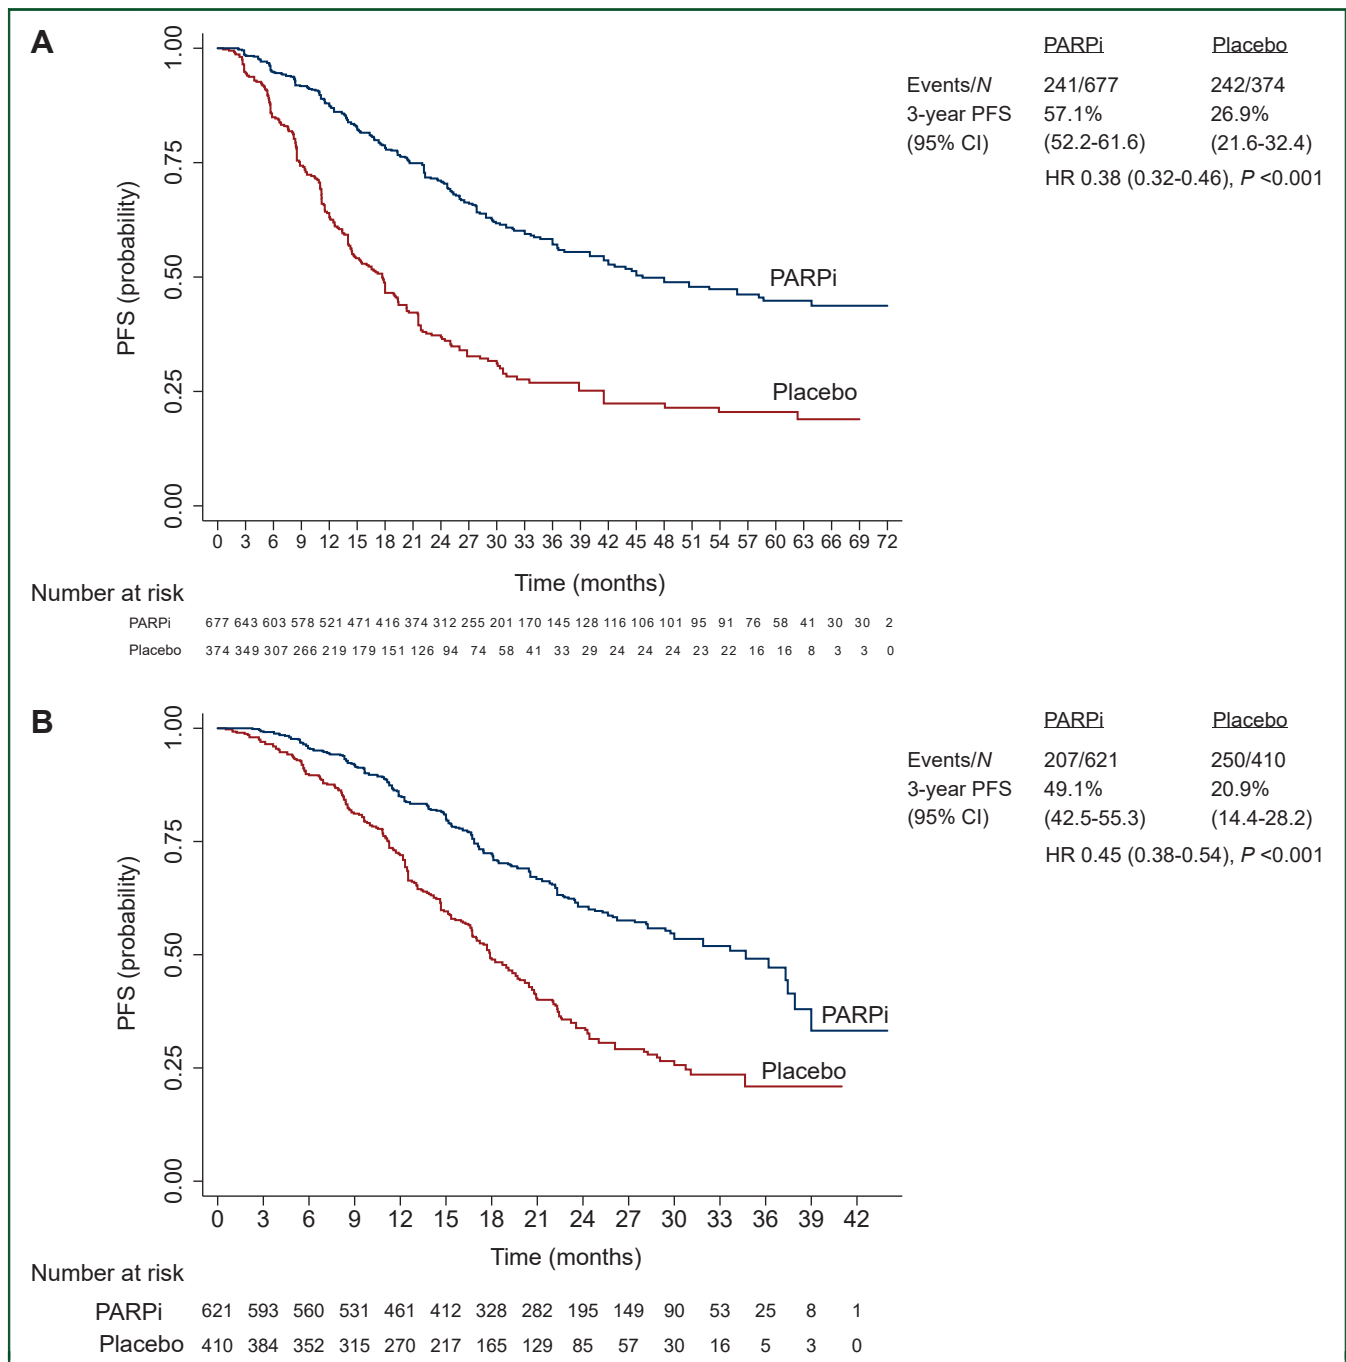 A
PARPi Placebo
Events/N 241/677 242/374
3-year PFS 57.1% 26.9%
(95% CI) (52.2-61.6) (21.6-32.4)
HR 0.38 (0.32-0.46), P <0.001
PFS (probability)
1.00
0.75
0.50
0.25
0.00
PARPi
Placebo
0 3 6 9 12 15 18 21 24 27 30 33 36 39 42 45 48 51 54 57 60 63 66 69 72
Time (months)
Number at risk
PARPi 677 643 603 578 521 471 416 374 312 255 201 170 145 128 116 106 101 95 91 76 58 41 30 30 2
Placebo 374 349 307 266 219 179 151 126 94 74 58 41 33 29 24 24 24 23 22 16 16 8 3 3 0
B
PARPi Placebo
Events/N 207/621 250/410
3-year PFS 49.1% 20.9%
(95% CI) (42.5-55.3) (14.4-28.2)
HR 0.45 (0.38-0.54), P <0.001
PFS (probability)
1.00
0.75
0.50
0.25
0.00
PARPi
Placebo
0 3 6 9 12 15 18 21 24 27 30 33 36 39 42
Time (months)
Number at risk
PARPi 621 593 560 531 461 412 328 282 195 149 90 53 25 8 1
Placebo 410 384 352 315 270 217 165 129 85 57 30 16 5 3 0